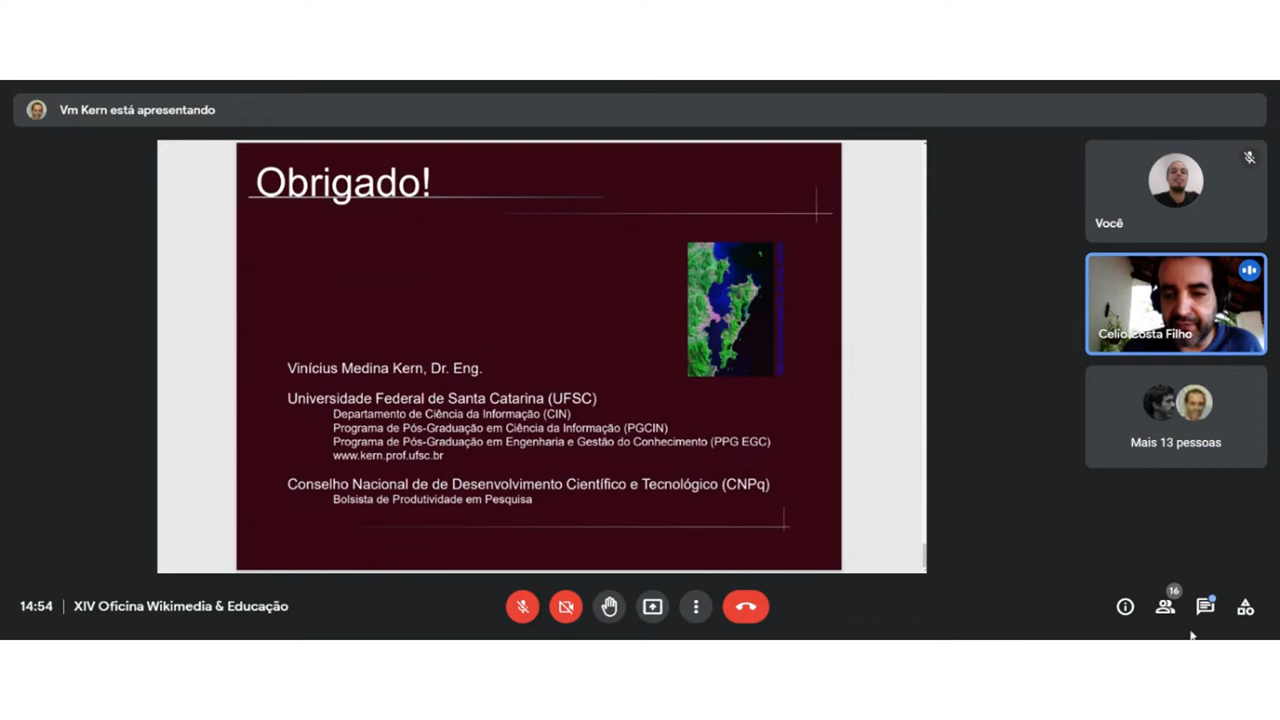 Vm Kern está apresentando
Obrigado!
Vinícius Medina Kern, Dr. Eng.
Universidade Federal de Santa Catarina (UFSC)
Departamento de Ciência da Informação (CIN)
Programa de Pós-Graduação em Ciência da Informação (PGCIN)
Programa de Pós-Graduação em Engenharia e Gestão do Conhecimento (PPG EGC)
www.kern.prof.ufsc.br
Conselho Nacional de de Desenvolvimento Científico e Tecnológico (CNPq)
Bolsista de Produtividade em Pesquisa
Você
Celio Costa Filho
Mais 13 pessoas
14:54 | XIV Oficina Wikimedia & Educação
16